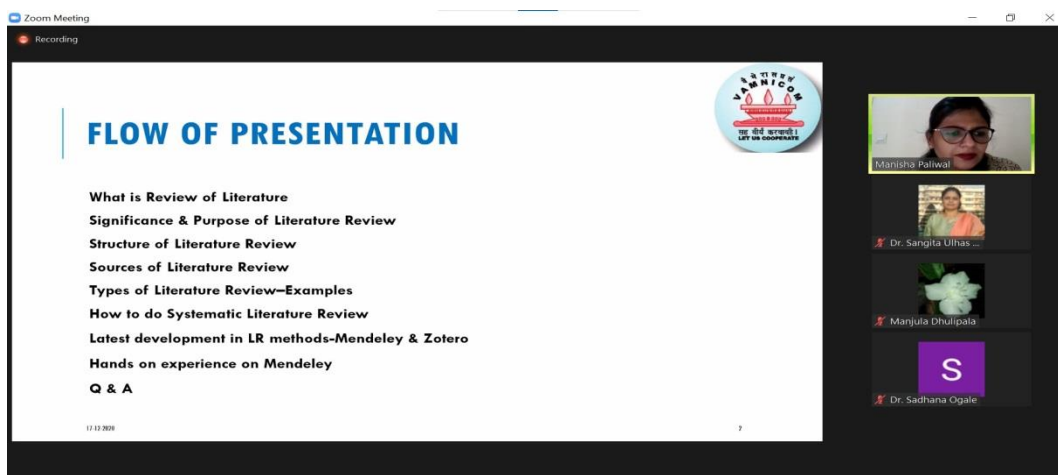 Zoom Meeting
Recording
VAMNICOM
सह वीर्यं करवावहै।
LET US COOPERATE
FLOW OF PRESENTATION
What is Review of Literature
Significance & Purpose of Literature Review
Structure of Literature Review
Sources of Literature Review
Types of Literature Review—Examples
How to do Systematic Literature Review
Latest development in LR methods-Mendeley & Zotero
Hands on experience on Mendeley
Q & A
17-12-2020
2
Manisha Paliwal
Dr. Sangita Ulhas ...
Manjula Dhulipala
S
Dr. Sadhana Ogale